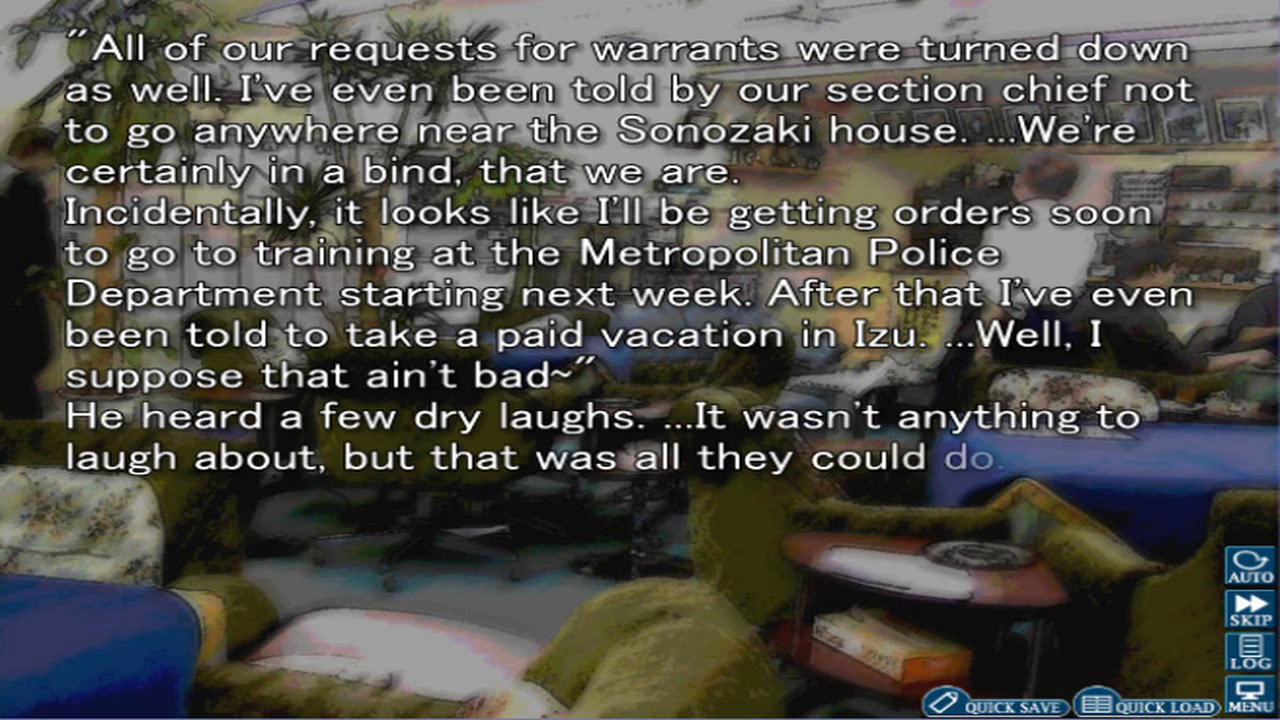 "All of our requests for warrants were turned down
as well. I've even been told by our section chief not
to go anywhere near the Sonozaki house. ...We're
certainly in a bind, that we are.
Incidentally, it looks like I'll be getting orders soon
to go to training at the Metropolitan Police
Department starting next week. After that I've even
been told to take a paid vacation in Izu. ...Well, I
suppose that ain't bad~"
He heard a few dry laughs. ...It wasn't anything to
laugh about, but that was all they could do.
AUTO
SKIP
LOG
MENU
QUICK SAVE
QUICK LOAD